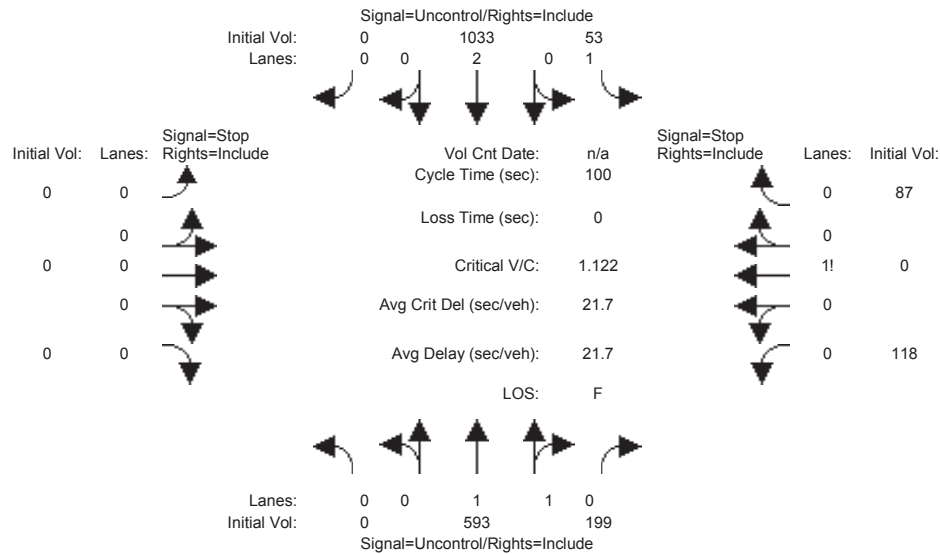 Signal=Uncontrol/Rights=Include
Initial Vol: 0 1033 53
Lanes: 0 0 2 0 1
Signal=Stop Signal=Stop
Initial Vol: Lanes: Rights=Include Vol Cnt Date: n/a Rights=Include Lanes: Initial Vol:
Cycle Time (sec): 100
0 0 0 87
Loss Time (sec): 0
0 0
0 0 Critical V/C: 1.122 1! 0
0 Avg Crit Del (sec/veh): 21.7 0
0 0 Avg Delay (sec/veh): 21.7 0 118
LOS: F
Lanes: 0 0 1 1 0
Initial Vol: 0 593 199
Signal=Uncontrol/Rights=Include